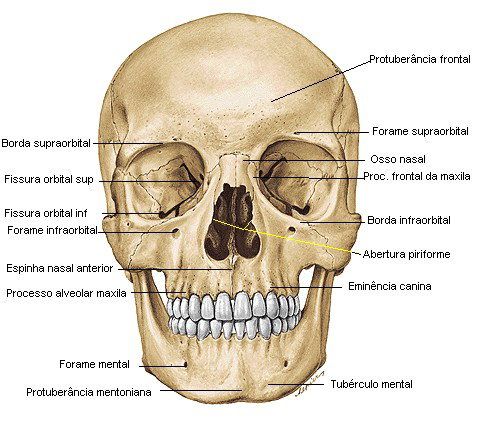 Protuberância frontal
Forame supraorbital
Borda supraorbital
Osso nasal
Fissura orbital sup
Proc. frontal da maxila
Fissura orbital inf
Borda infraorbital
Forame infraorbital
Abertura piriforme
Espinha nasal anterior
Eminência canina
Processo alveolar maxila
Forame mental
Tubérculo mental
Protuberância mentoniana